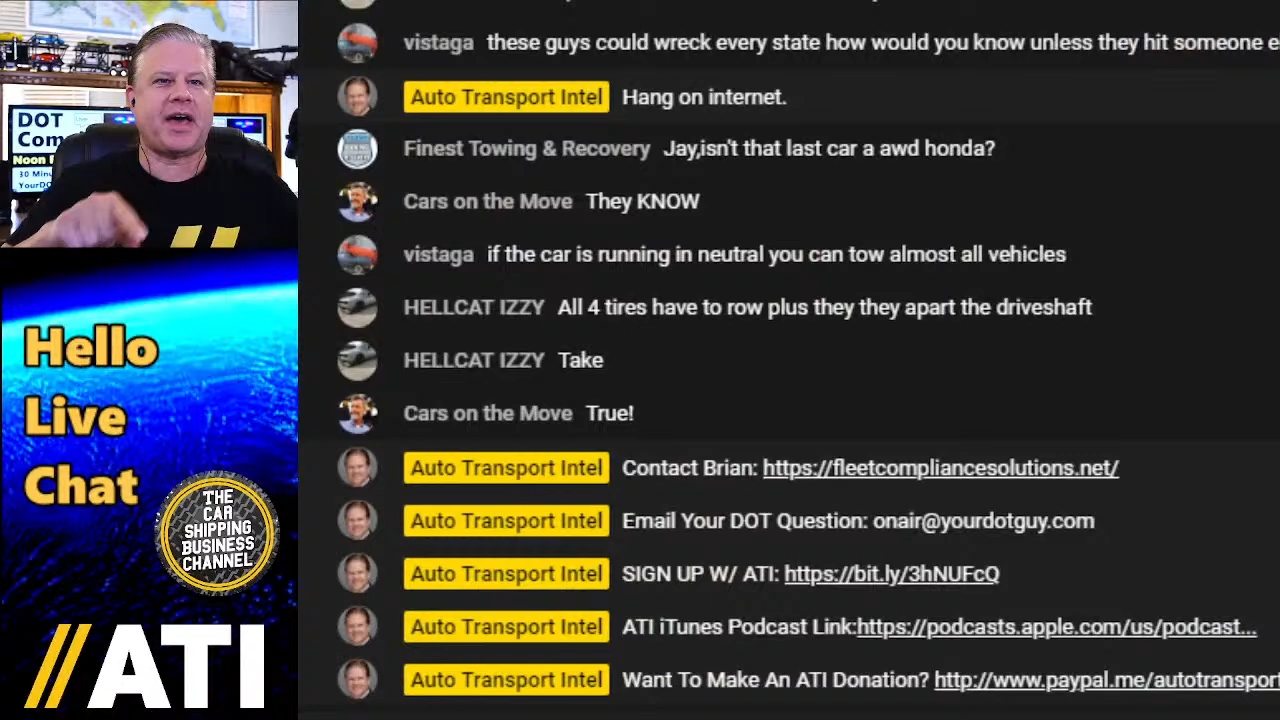 vistaga these guys could wreck every state how would you know unless they hit someone e
Auto Transport Intel Hang on internet.
Finest Towing & Recovery Jay,isn't that last car a awd honda?
Cars on the Move They KNOW
vistaga if the car is running in neutral you can tow almost all vehicles
HELLCAT IZZY All 4 tires have to row plus they they apart the driveshaft
HELLCAT IZZY Take
Cars on the Move True!
Auto Transport Intel Contact Brian: https://fleetcompliancesolutions.net/
Auto Transport Intel Email Your DOT Question: onair@yourdotguy.com
Auto Transport Intel SIGN UP W/ ATI: https://bit.ly/3hNUFcQ
Auto Transport Intel ATI iTunes Podcast Link:https://podcasts.apple.com/us/podcast...
Auto Transport Intel Want To Make An ATI Donation? http://www.paypal.me/autotransport
DOT
Com
Noon
30 Minu
YourDO
Hello
Live
Chat
THE
CAR
SHIPPING
BUSINESS
CHANNEL
//ATI